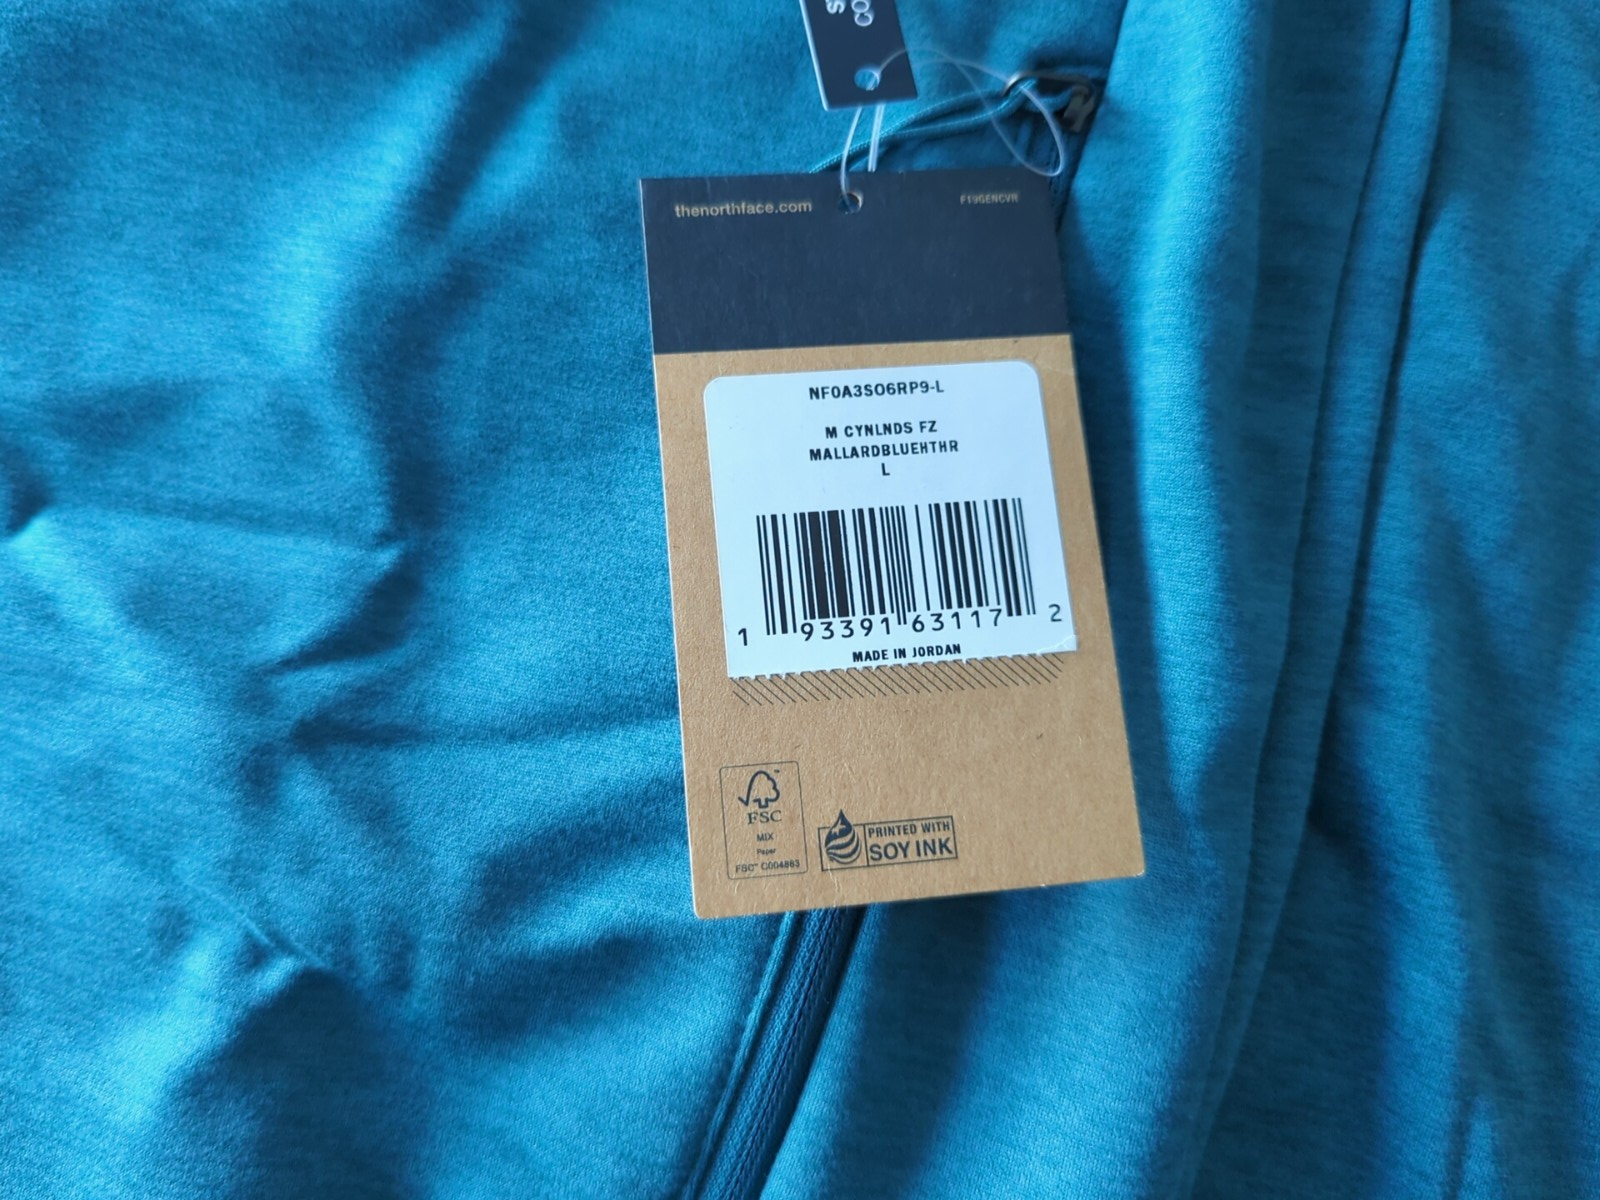 thenorthface.com
F19GENCVR
NF0A3SO6RP9-L
M CYNLNDS FZ
MALLARDBLUEHTHR
L
1 93391 63117 2
MADE IN JORDAN
FSC
MIX
Paper
FSC™ C004863
PRINTED WITH
SOY INK